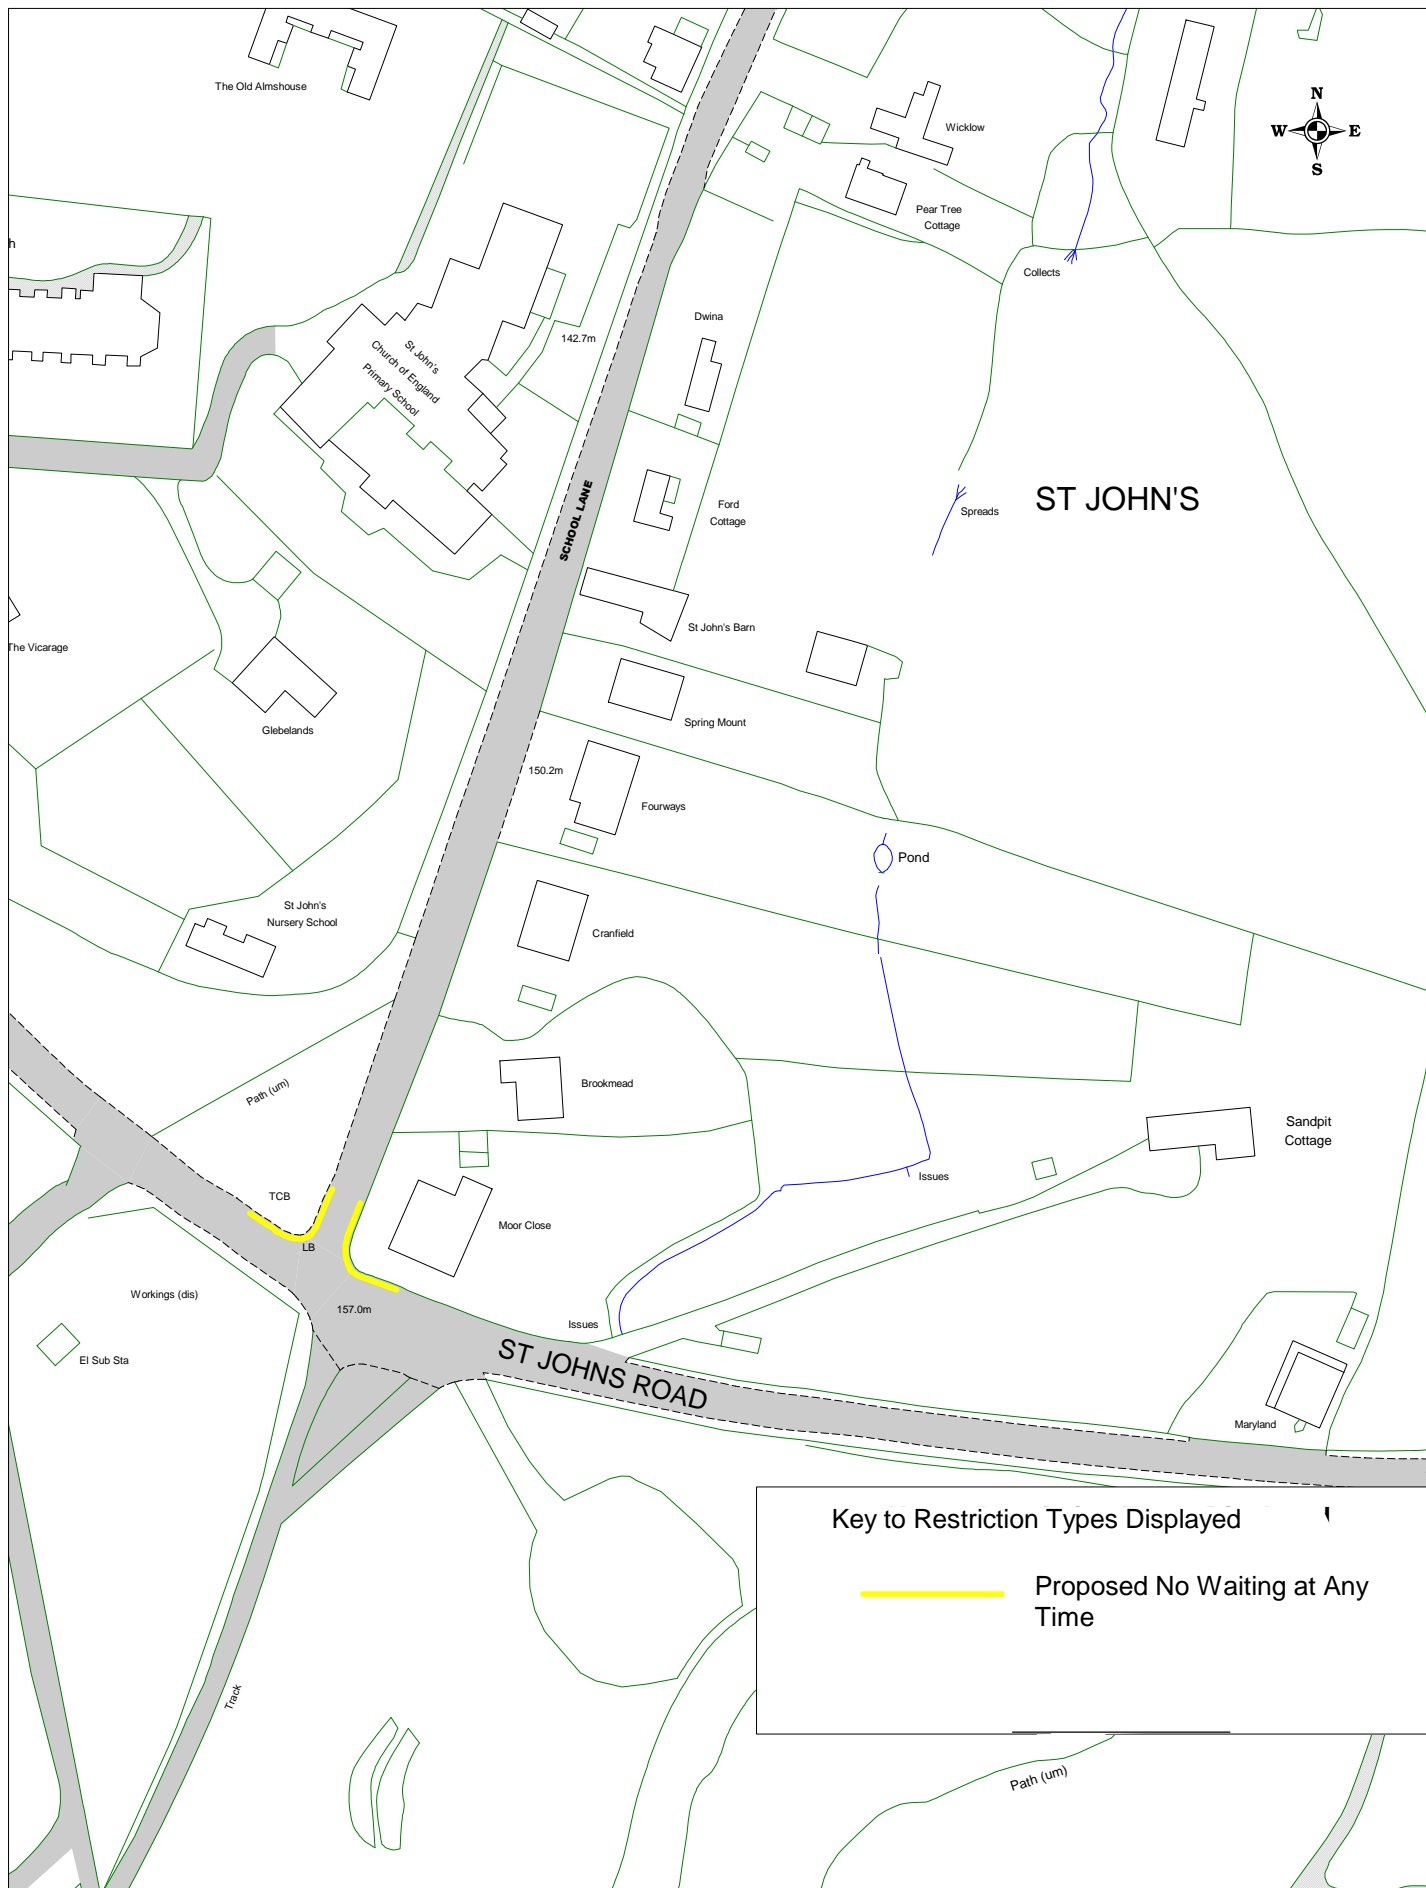 The Old Almshouse
N
W E
S
Wicklow
Pear Tree
Cottage
h
Collects
Dwina
142.7m
St John's
Church of England
Primary School
SCHOOL LANE
Ford
Cottage
Spreads
ST JOHN'S
St John's Barn
The Vicarage
Glebelands
Spring Mount
150.2m
Fourways
Pond
St John's
Nursery School
Cranfield
Path (um)
Brookmead
Sandpit
Cottage
Issues
TCB
Moor Close
LB
Workings (dis)
157.0m
Issues
El Sub Sta
ST JOHNS ROAD
Maryland
Key to Restriction Types Displayed
Proposed No Waiting at Any
Time
Track
Path (um)